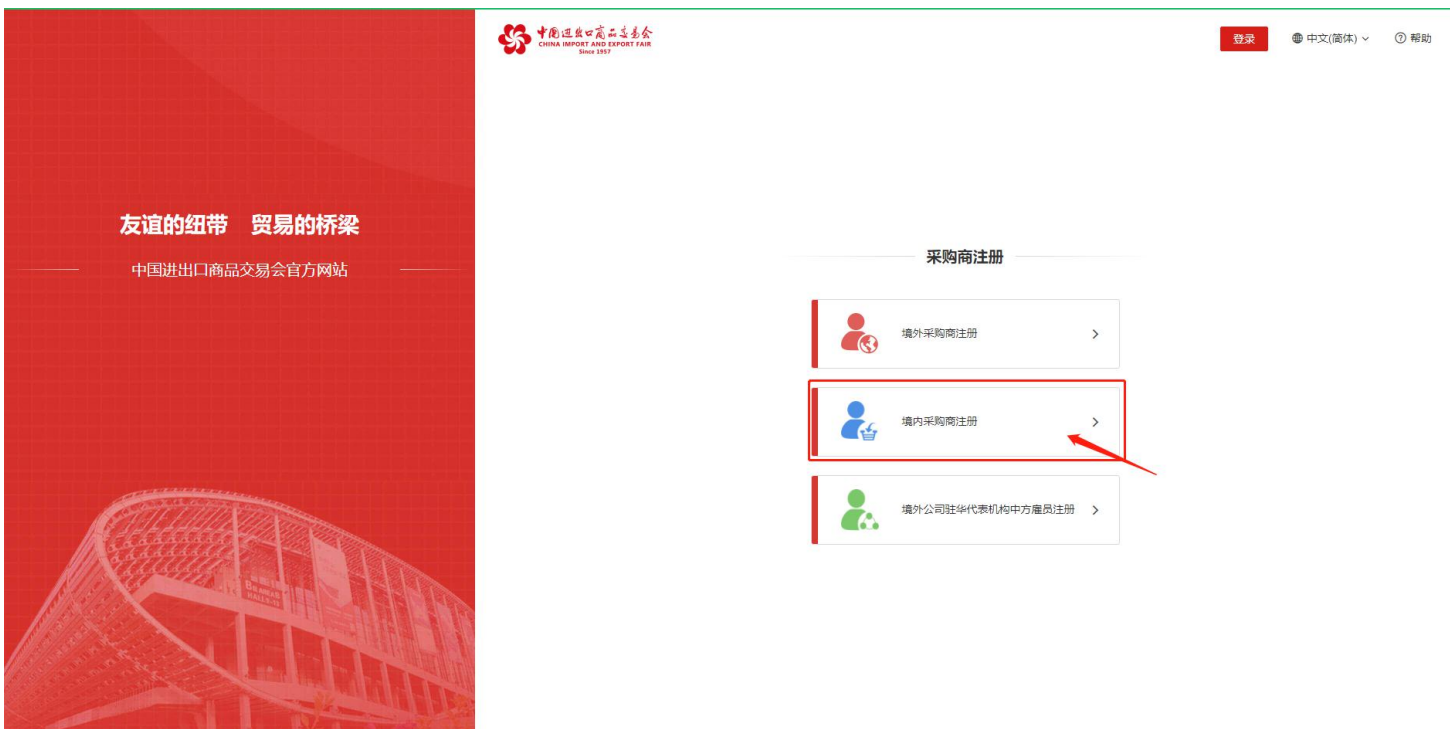 中国进出口商品交易会
CHINA IMPORT AND EXPORT FAIR
Since 1957
登录
中文(简体)
帮助
友谊的纽带 贸易的桥梁
中国进出口商品交易会官方网站
采购商注册
境外采购商注册
境内采购商注册
境外公司驻华代表机构中方雇员注册